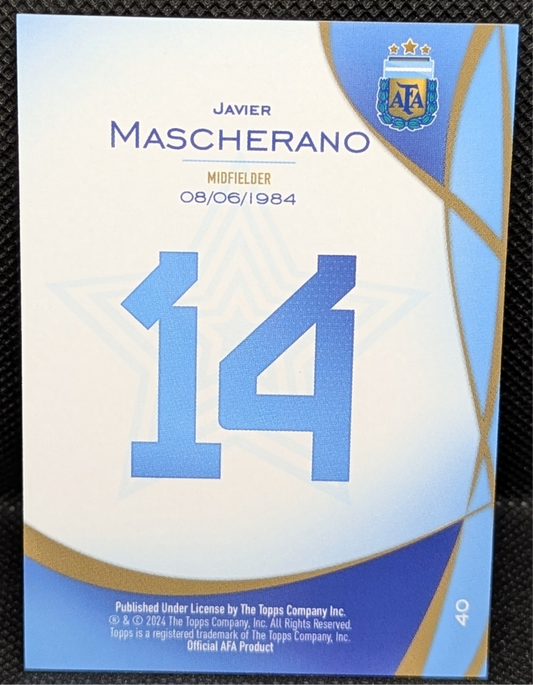 AFA
JAVIER
MASCHERANO
MIDFIELDER
08/06/1984
14
40
Published Under License by The Topps Company Inc.
® & © 2024 The Topps Company, Inc. All Rights Reserved.
Topps is a registered trademark of The Topps Company, Inc.
Official AFA Product